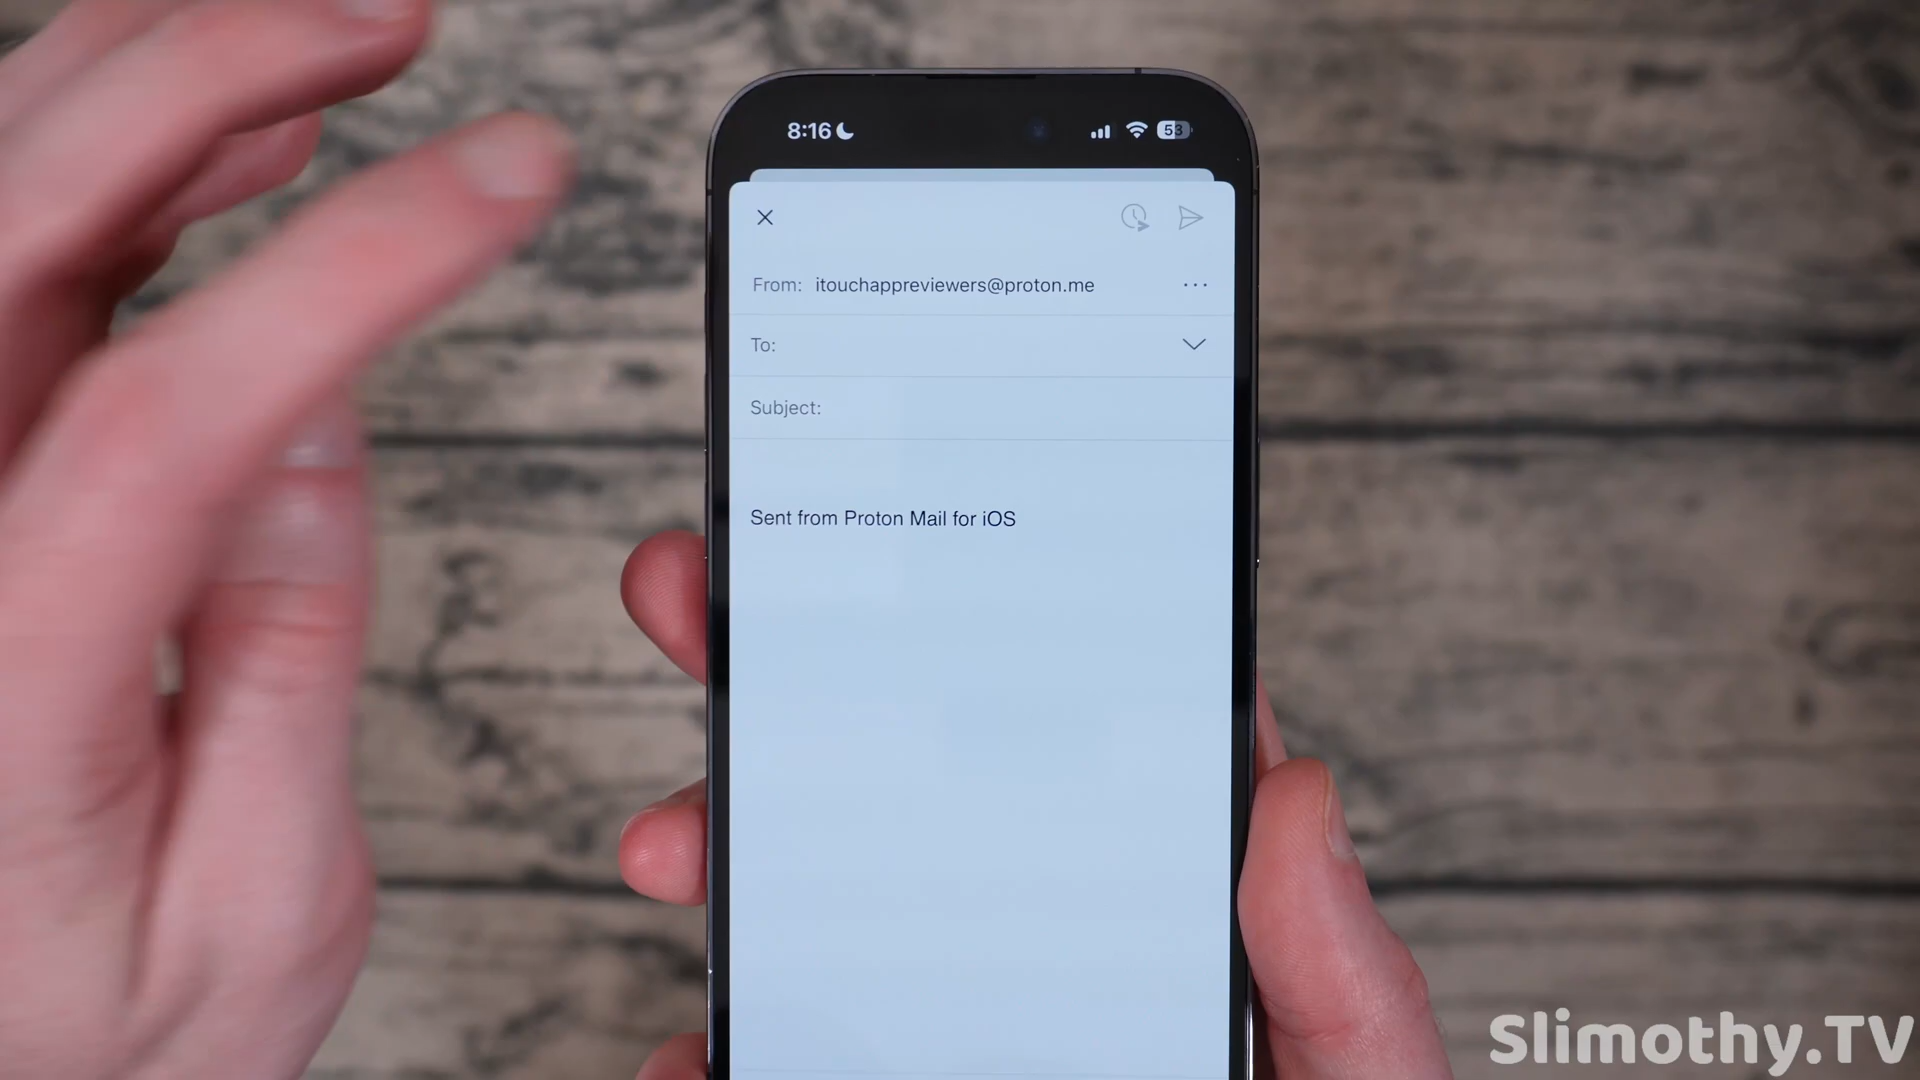 8:16
53
From: itouchappreviewers@proton.me
To:
Subject:
Sent from Proton Mail for iOS
Slimothy.TV